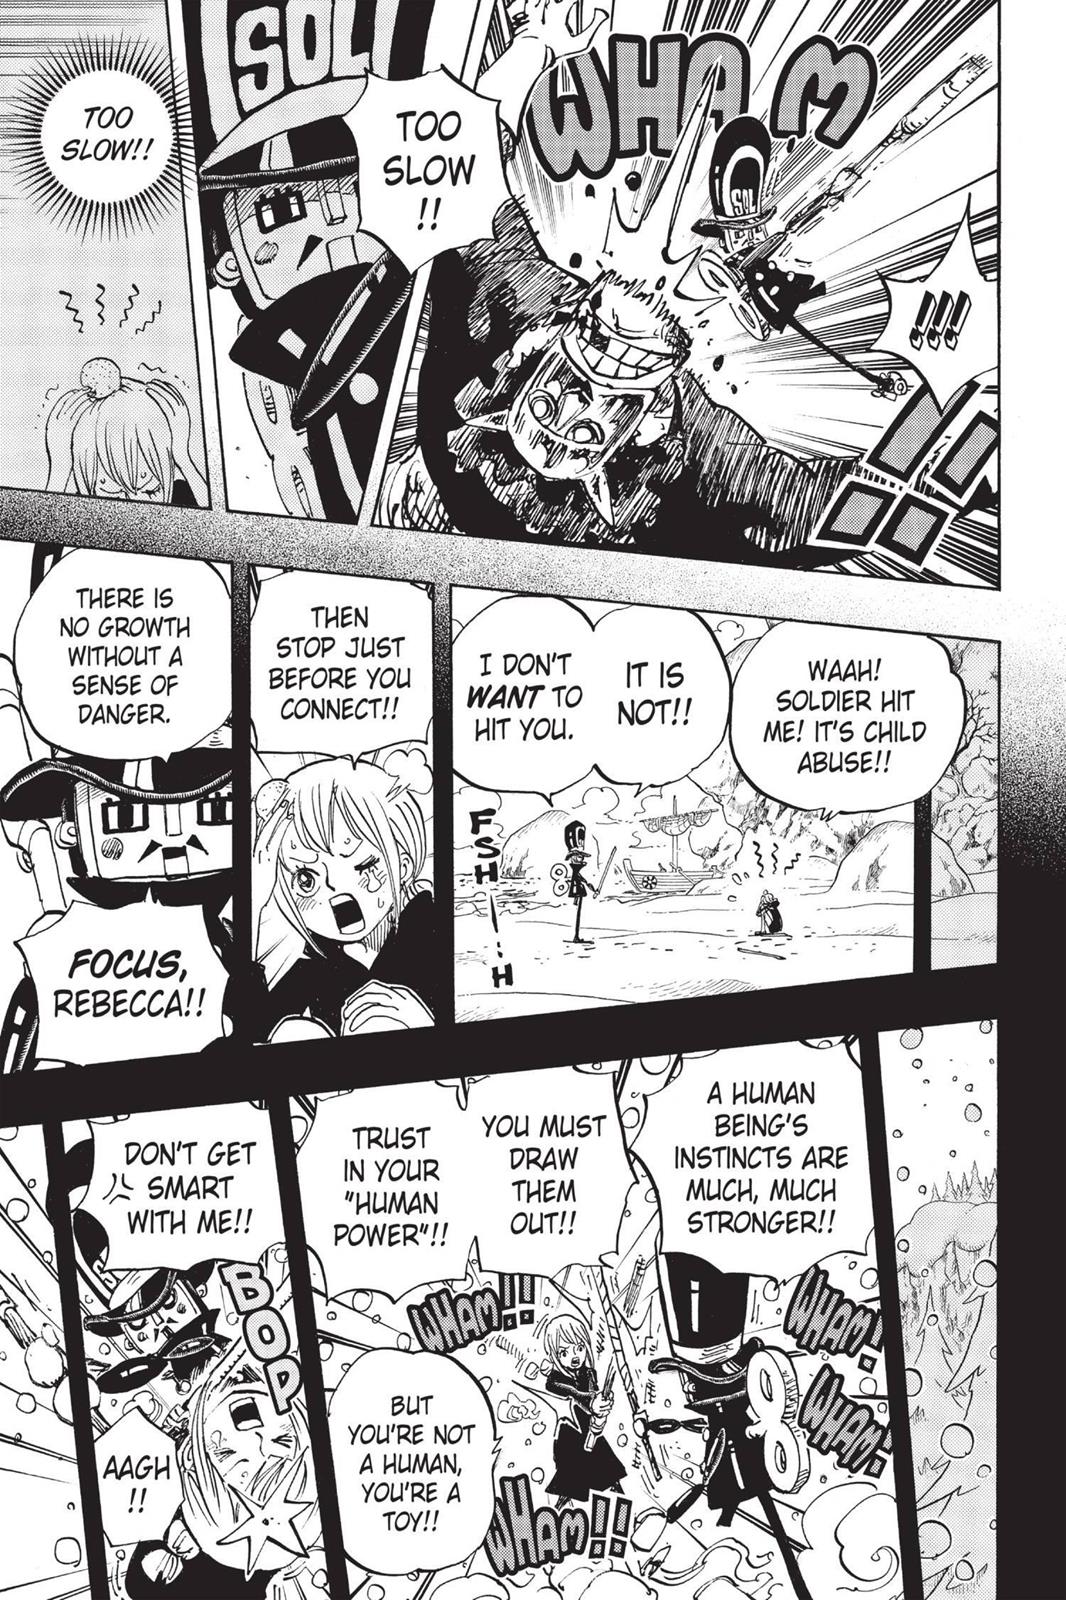 WHAM
SOL
!!!!
!!
TOO
SLOW
!!
SOL
TOO
SLOW!!
WAAH!
SOLDIER HIT
ME! IT'S CHILD
ABUSE!!
IT IS
NOT!!
I DON'T
WANT TO
HIT YOU.
FSH...H
THEN
STOP JUST
BEFORE YOU
CONNECT!!
THERE IS
NO GROWTH
WITHOUT A
SENSE OF
DANGER.
FOCUS,
REBECCA!!
A HUMAN
BEING'S
INSTINCTS ARE
MUCH, MUCH
STRONGER!!
YOU MUST
DRAW
THEM
OUT!!
TRUST
IN YOUR
"HUMAN
POWER"!!
WHAM!
WHAM!
WHAM!!
WHAM!!
BUT
YOU'RE NOT
A HUMAN,
YOU'RE A
TOY!!
DON'T GET
SMART
WITH ME!!
BOP
AAGH
!!